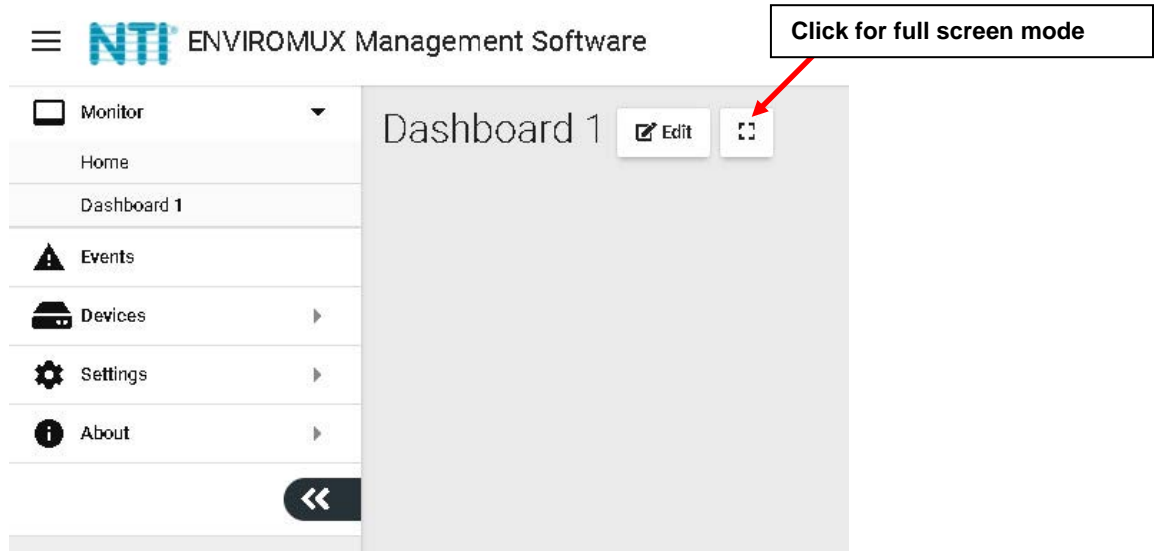 NTI ENVIROMUX Management Software
Click for full screen mode
Monitor
Dashboard 1 Edit
Home
Dashboard 1
Events
Devices
Settings
About